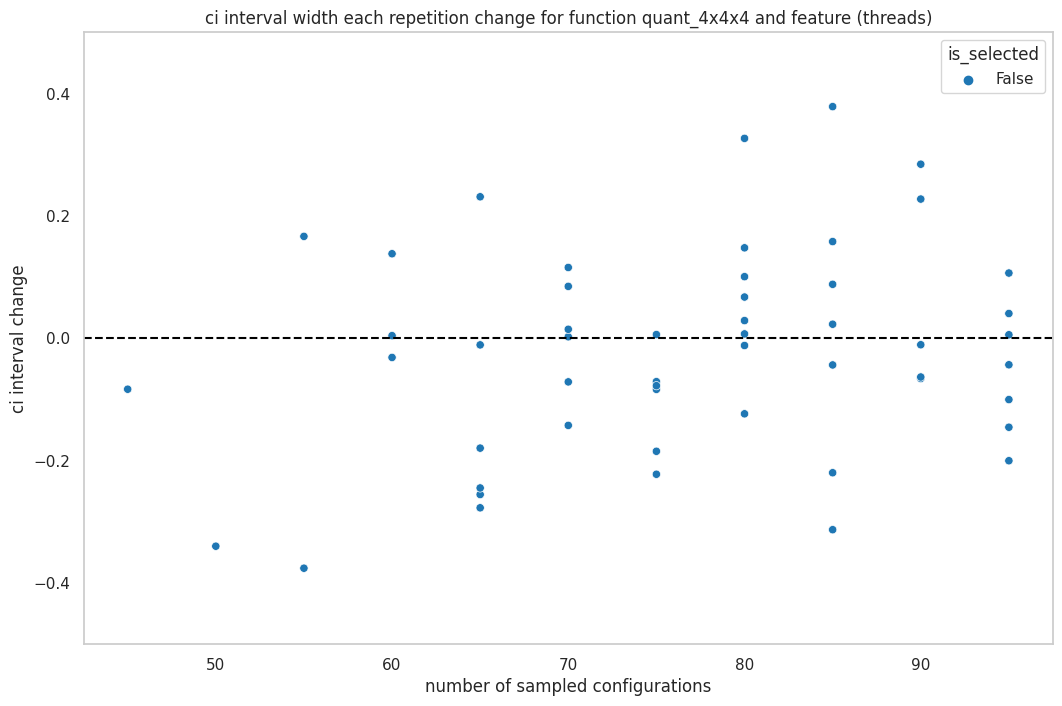 ci interval width each repetition change for function quant_4x4x4 and feature (threads)
is_selected
False
0.4
0.2
0.0
−0.2
−0.4
ci interval change
50
60
70
80
90
number of sampled configurations